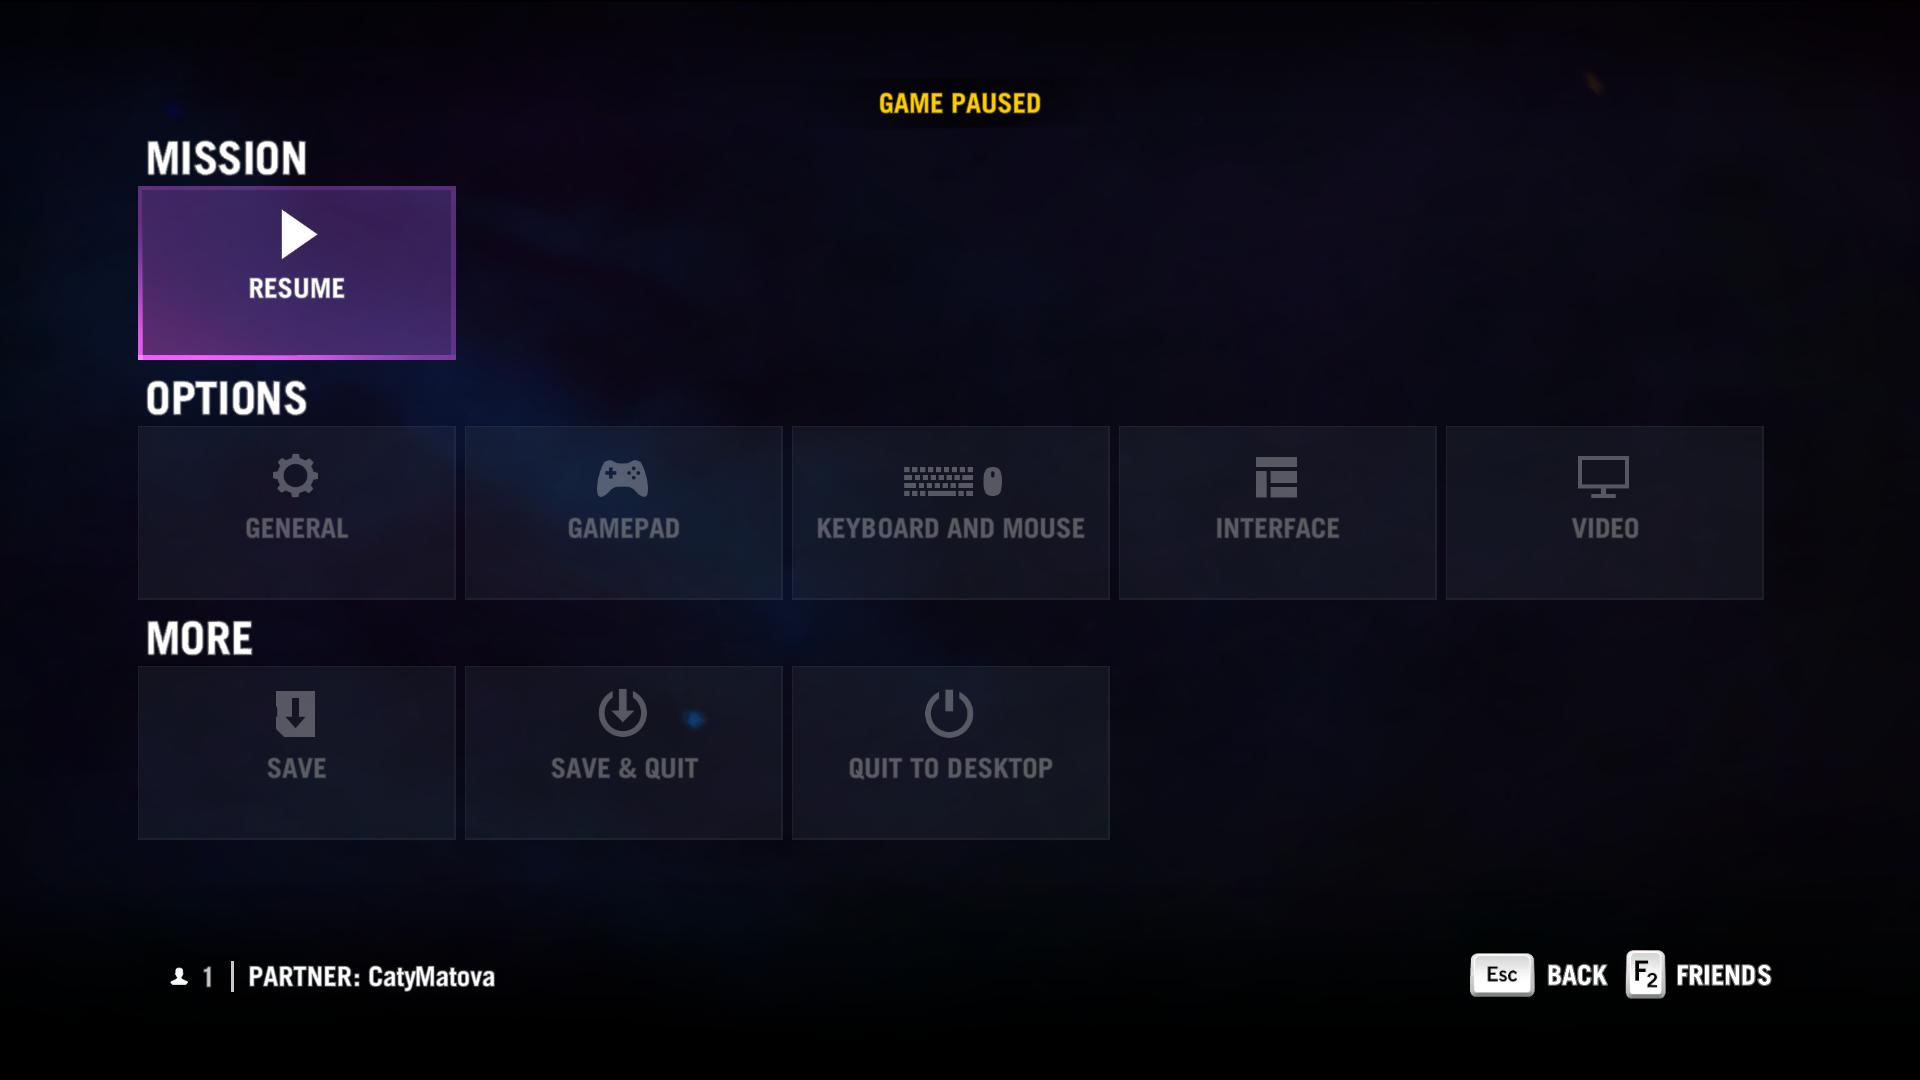 GAME PAUSED
MISSION
RESUME
OPTIONS
GENERAL
GAMEPAD
KEYBOARD AND MOUSE
INTERFACE
VIDEO
MORE
SAVE
SAVE & QUIT
QUIT TO DESKTOP
1 | PARTNER: CatyMatova
Esc BACK F2 FRIENDS